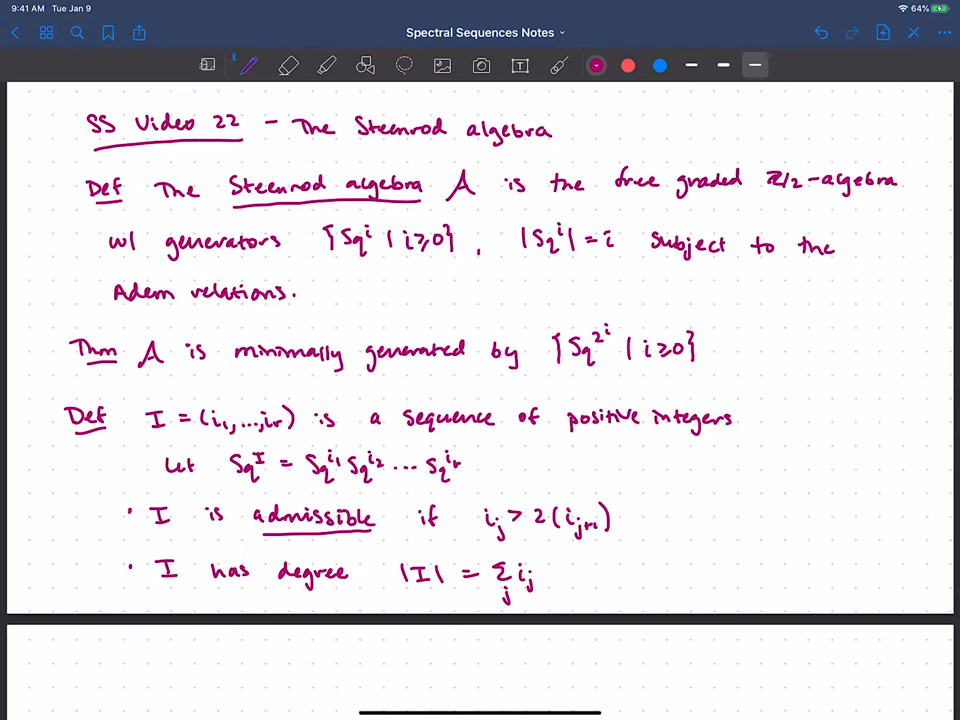 9:41 AM Tue Jan 9
64%
Spectral Sequences Notes
SS Video 22 - The Steenrod algebra
Def The Steenrod algebra A is the free graded Z/2-algebra
w/ generators {Sq^i | i≥0}, |Sq^i| = i subject to the
Adem relations.
Thm A is minimally generated by {Sq^{2^i} | i≥0}
Def I = (i_1,...,i_r) is a sequence of positive integers
Let Sq^I = Sq^{i_1} Sq^{i_2} ... Sq^{i_r}
· I is admissible if i_j > 2(i_{j+1})
· I has degree |I| = Σ_j i_j